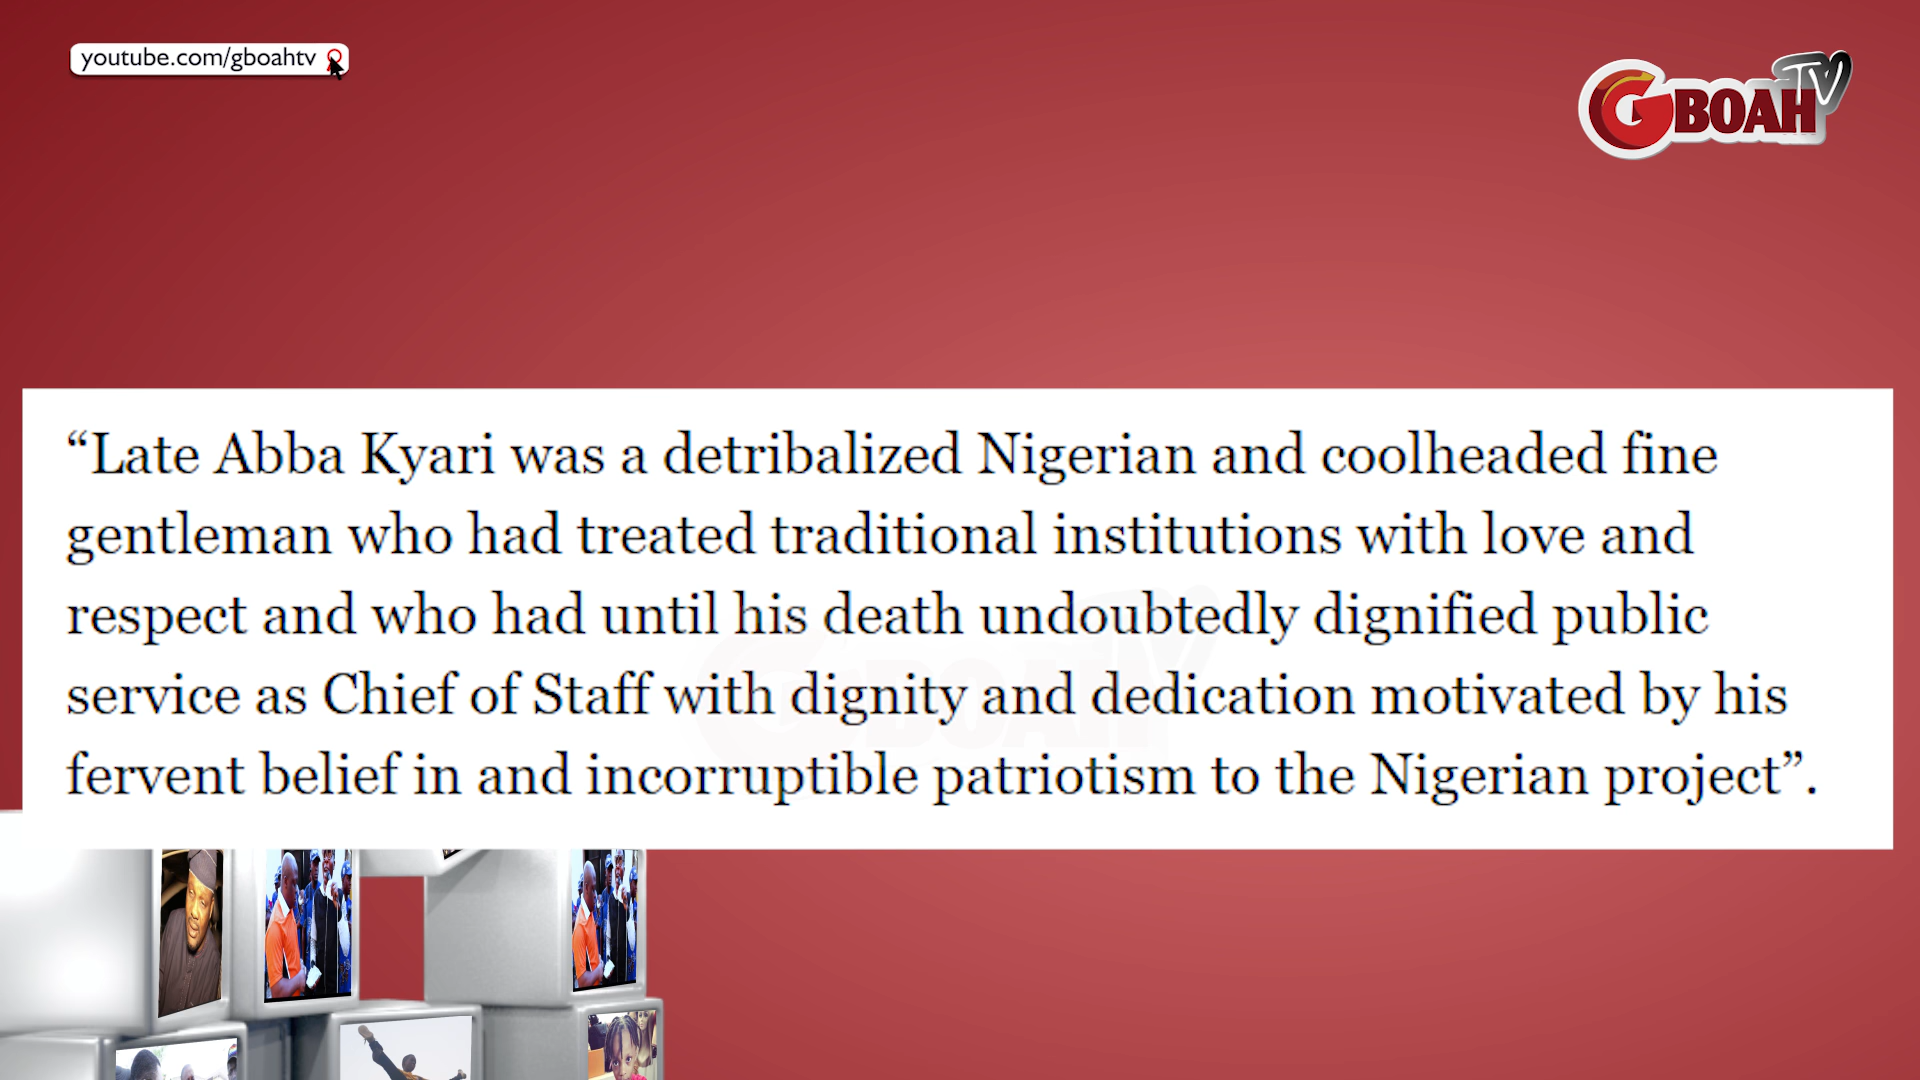 youtube.com/gboahtv
GBOAH TV
“Late Abba Kyari was a detribalized Nigerian and coolheaded fine
gentleman who had treated traditional institutions with love and
respect and who had until his death undoubtedly dignified public
service as Chief of Staff with dignity and dedication motivated by his
fervent belief in and incorruptible patriotism to the Nigerian project”.
GBOAH TV